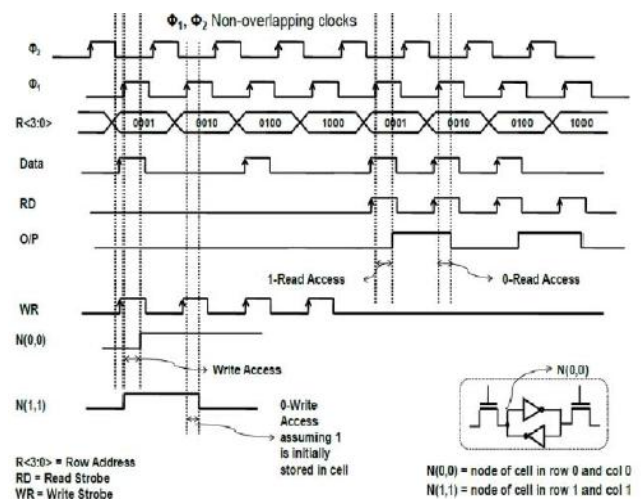 Φ1, Φ2 Non-overlapping clocks
Φ2
Φ1
R<3:0> 0001 0010 0100 1000 0001 0010 0100 1000
Data
RD
O/P
1-Read Access
0-Read Access
WR
N(0,0)
Write Access
N(0,0)
N(1,1)
0-Write
Access
assuming 1
is initially
stored in cell
R<3:0> = Row Address
RD = Read Strobe
WR = Write Strobe
N(0,0) = node of cell in row 0 and col 0
N(1,1) = node of cell in row 1 and col 1